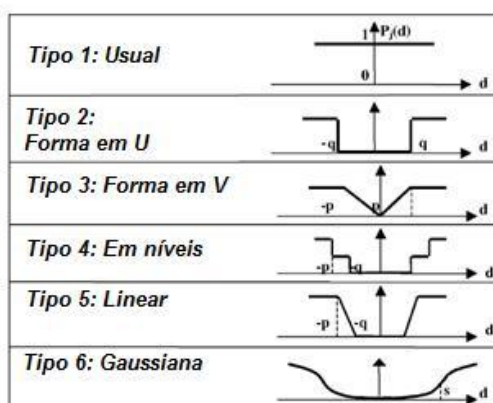 Tipo 1: Usual
1 Pj(d)
0
d
Tipo 2:
Forma em U
-q q d
Tipo 3: Forma em V
-p p d
Tipo 4: Em níveis
-p -q d
Tipo 5: Linear
-p -q d
Tipo 6: Gaussiana
s d